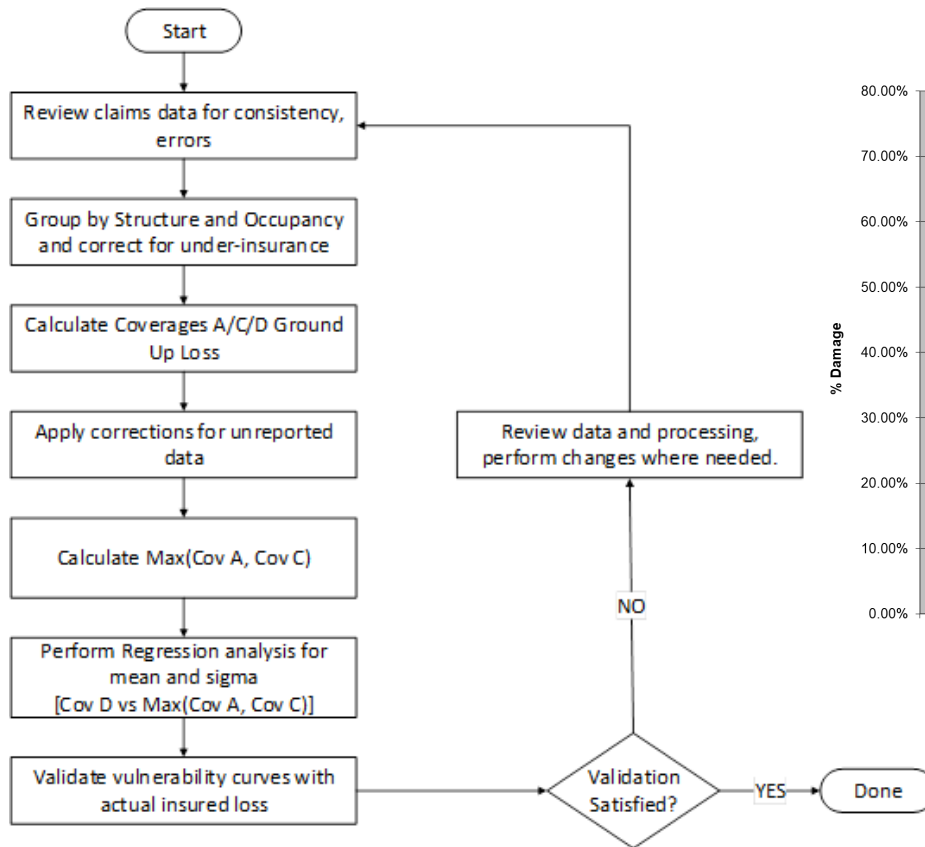 Start
Review claims data for consistency,
errors
Group by Structure and Occupancy
and correct for under-insurance
Calculate Coverages A/C/D Ground
Up Loss
Apply corrections for unreported
data
Calculate Max(Cov A, Cov C)
Perform Regression analysis for
mean and sigma
[Cov D vs Max(Cov A, Cov C)]
Validate vulnerability curves with
actual insured loss
Validation
Satisfied?
NO
Review data and processing,
perform changes where needed.
YES
Done
% Damage
80.00%
70.00%
60.00%
50.00%
40.00%
30.00%
20.00%
10.00%
0.00%